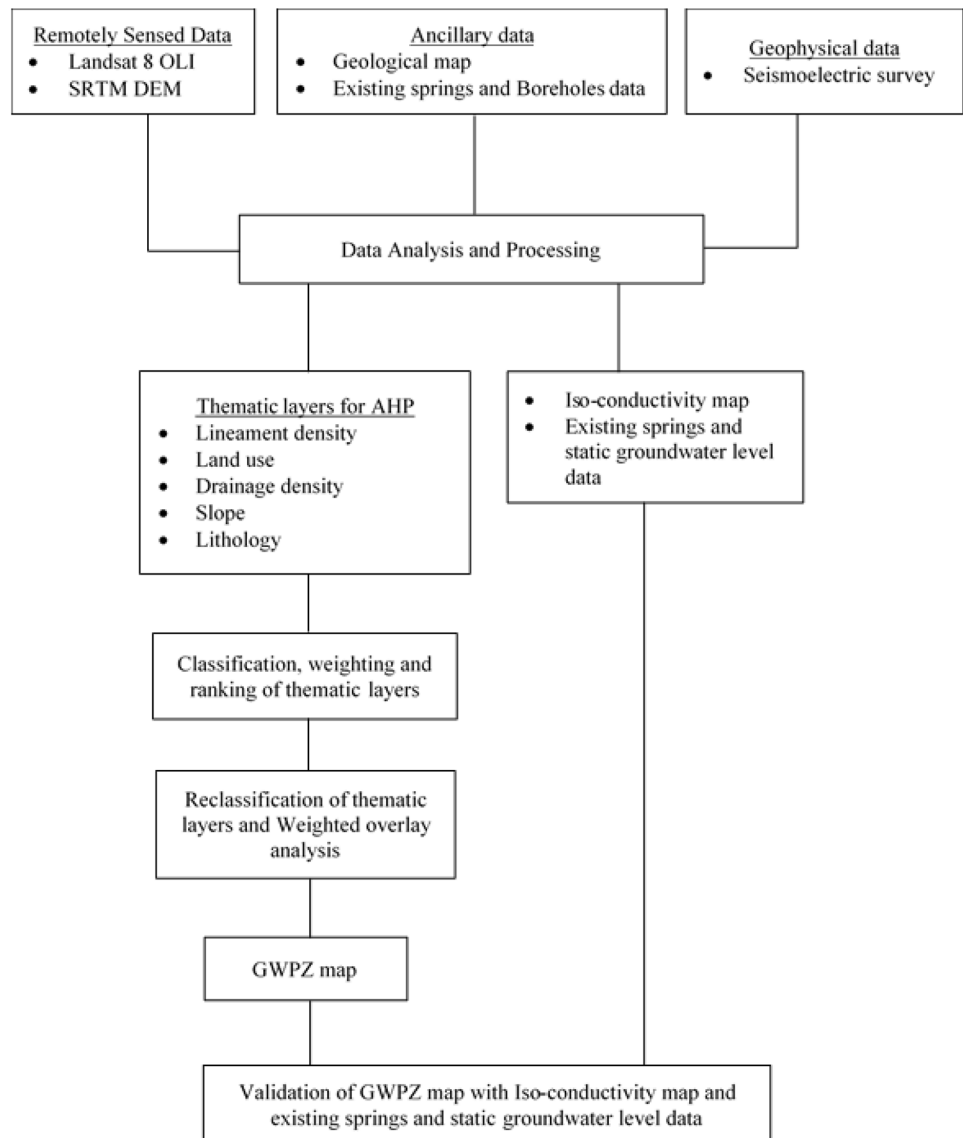 Remotely Sensed Data
• Landsat 8 OLI
• SRTM DEM
Ancillary data
• Geological map
• Existing springs and Boreholes data
Geophysical data
• Seismoelectric survey
Data Analysis and Processing
Thematic layers for AHP
• Lineament density
• Land use
• Drainage density
• Slope
• Lithology
• Iso-conductivity map
• Existing springs and
static groundwater level
data
Classification, weighting and
ranking of thematic layers
Reclassification of thematic
layers and Weighted overlay
analysis
GWPZ map
Validation of GWPZ map with Iso-conductivity map and
existing springs and static groundwater level data